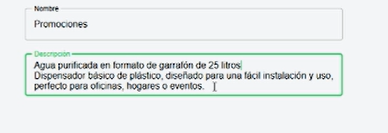 Nombre
Promociones
Descripción
Agua purificada en formato de garrafón de 25 litros
Dispensador básico de plástico, diseñado para una fácil instalación y uso,
perfecto para oficinas, hogares o eventos.